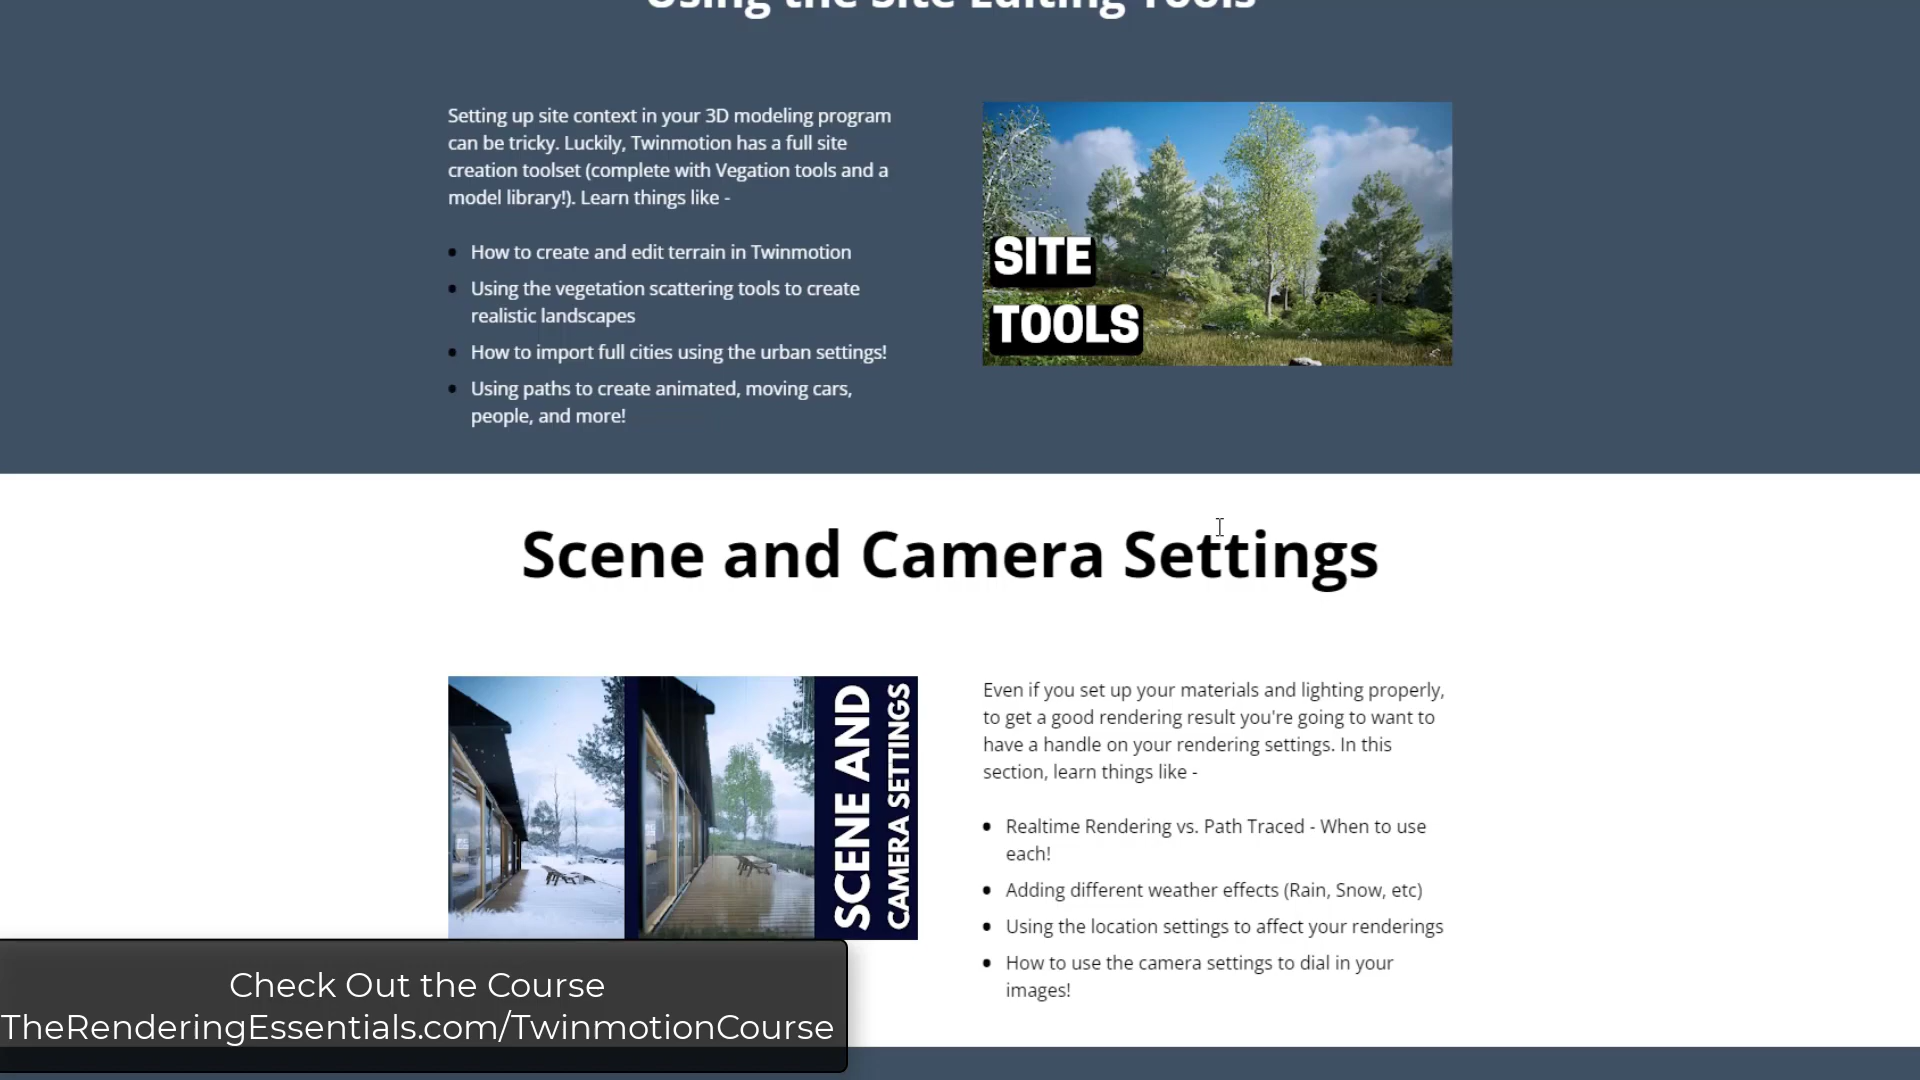 Using the Site Editing Tools
Setting up site context in your 3D modeling program
can be tricky. Luckily, Twinmotion has a full site
creation toolset (complete with Vegation tools and a
model library!). Learn things like -
How to create and edit terrain in Twinmotion
Using the vegetation scattering tools to create
realistic landscapes
How to import full cities using the urban settings!
Using paths to create animated, moving cars,
people, and more!
SITE
TOOLS
Scene and Camera Settings
SCENE AND
CAMERA SETTINGS
Even if you set up your materials and lighting properly,
to get a good rendering result you're going to want to
have a handle on your rendering settings. In this
section, learn things like -
Realtime Rendering vs. Path Traced - When to use
each!
Adding different weather effects (Rain, Snow, etc)
Using the location settings to affect your renderings
How to use the camera settings to dial in your
images!
Check Out the Course
TheRenderingEssentials.com/TwinmotionCourse